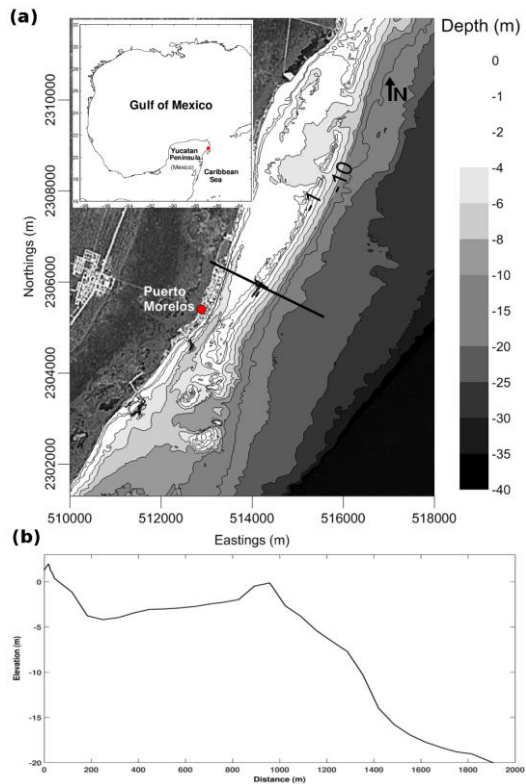 (a)
Depth (m)
Gulf of Mexico
Yucatan
Peninsula
(Mexico)
Caribbean
Sea
N
-1
-10
Puerto
Morelos
Northings (m)
2310000
2308000
2306000
2304000
2302000
510000 512000 514000 516000 518000
Eastings (m)
0
-1
-2
-4
-6
-8
-10
-15
-20
-25
-30
-35
-40
(b)
Elevation (m)
0
-5
-10
-15
-20
0 200 400 600 800 1000 1200 1400 1600 1800 2000
Distance (m)